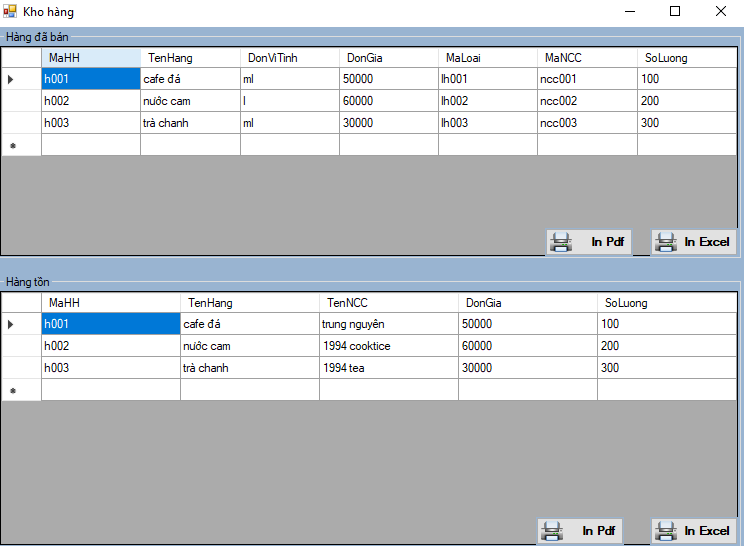 Kho hàng
Hàng đã bán
MaHH TenHang DonViTinh DonGia MaLoai MaNCC SoLuong
h001 cafe đá ml 50000 lh001 ncc001 100
h002 nước cam l 60000 lh002 ncc002 200
h003 trà chanh ml 30000 lh003 ncc003 300
In Pdf In Excel
Hàng tồn
MaHH TenHang TenNCC DonGia SoLuong
h001 cafe đá trung nguyên 50000 100
h002 nước cam 1994 cooktice 60000 200
h003 trà chanh 1994 tea 30000 300
In Pdf In Excel